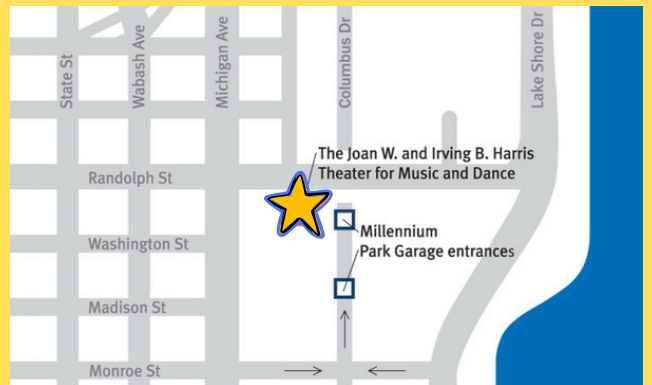 State St
Wabash Ave
Michigan Ave
Columbus Dr
Lake Shore Dr
The Joan W. and Irving B. Harris
Theater for Music and Dance
Randolph St
Millennium
Park Garage entrances
Washington St
Madison St
Monroe St